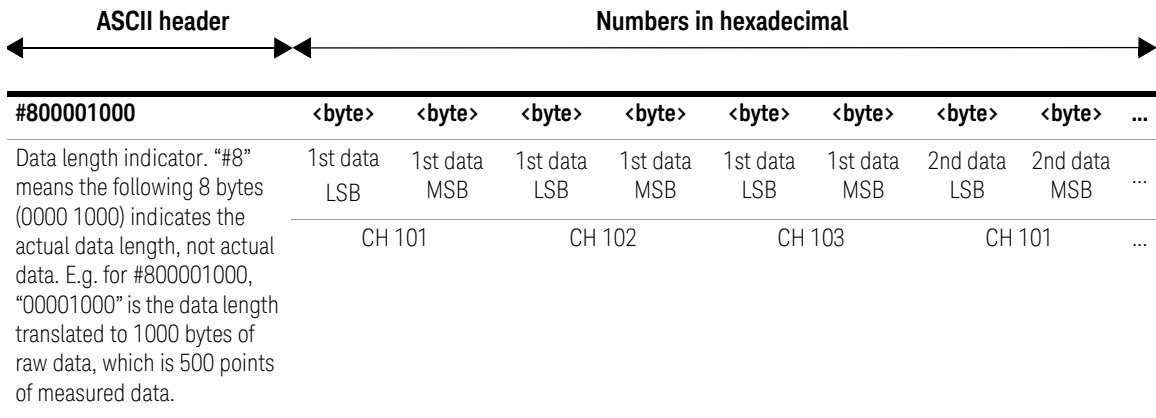 ASCII header Numbers in hexadecimal
#800001000 <byte> <byte> <byte> <byte> <byte> <byte> <byte> <byte> ...
Data length indicator. “#8” 1st data 1st data 1st data 1st data 1st data 1st data 2nd data 2nd data ...
means the following 8 bytes LSB MSB LSB MSB LSB MSB LSB MSB
(0000 1000) indicates the
actual data length, not actual CH 101 CH 102 CH 103 CH 101 ...
data. E.g. for #800001000,
“00001000” is the data length
translated to 1000 bytes of
raw data, which is 500 points
of measured data.